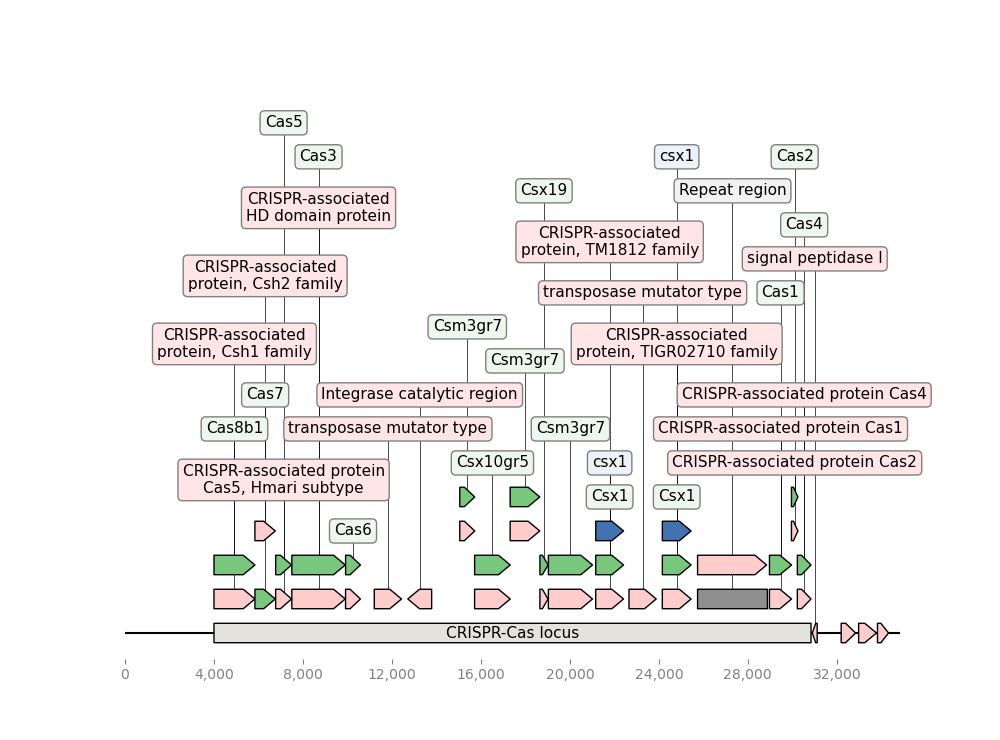 Cas5
Cas3
csx1
Cas2
Csx19
Repeat region
CRISPR-associated
HD domain protein
Cas4
CRISPR-associated
protein, TM1812 family
signal peptidase I
CRISPR-associated
protein, Csh2 family
transposase mutator type
Cas1
Csm3gr7
CRISPR-associated
protein, Csh1 family
CRISPR-associated
protein, TIGR02710 family
Csm3gr7
Cas7
Integrase catalytic region
CRISPR-associated protein Cas4
Cas8b1
transposase mutator type
Csm3gr7
CRISPR-associated protein Cas1
CRISPR-associated protein
Cas5, Hmari subtype
Csx10gr5
csx1
CRISPR-associated protein Cas2
Csx1
Csx1
Cas6
CRISPR-Cas locus
0
4,000
8,000
12,000
16,000
20,000
24,000
28,000
32,000